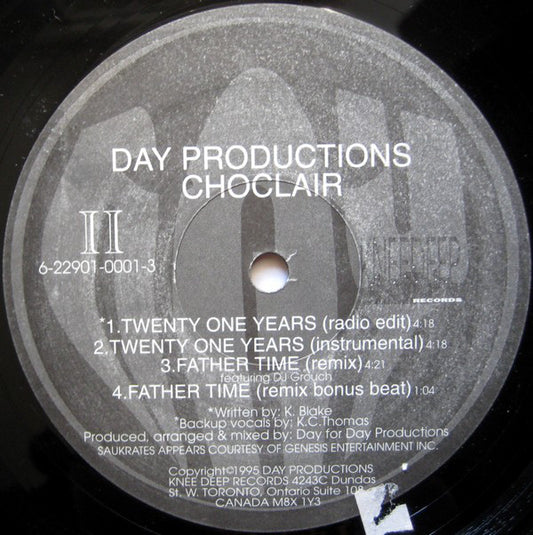 DAY PRODUCTIONS
CHOCLAIR
II
6-22901-0001-3
KNEEDEEP
RECORDS
*1.TWENTY ONE YEARS (radio edit)4:18
2.TWENTY ONE YEARS (instrumental)4:18
3.FATHER TIME (remix)4:21
featuring DJ Grouch
4.FATHER TIME (remix bonus beat)1:04
*Written by: K. Blake
*Backup vocals by: K.C.Thomas
Produced, arranged & mixed by: Day for Day Productions
SAUKRATES APPEARS COURTESY OF GENESIS ENTERTAINMENT INC.
Copyright©1995 DAY PRODUCTIONS
KNEE DEEP RECORDS 4243C Dundas
St. W. TORONTO, Ontario Suite 108
CANADA M8X 1Y3